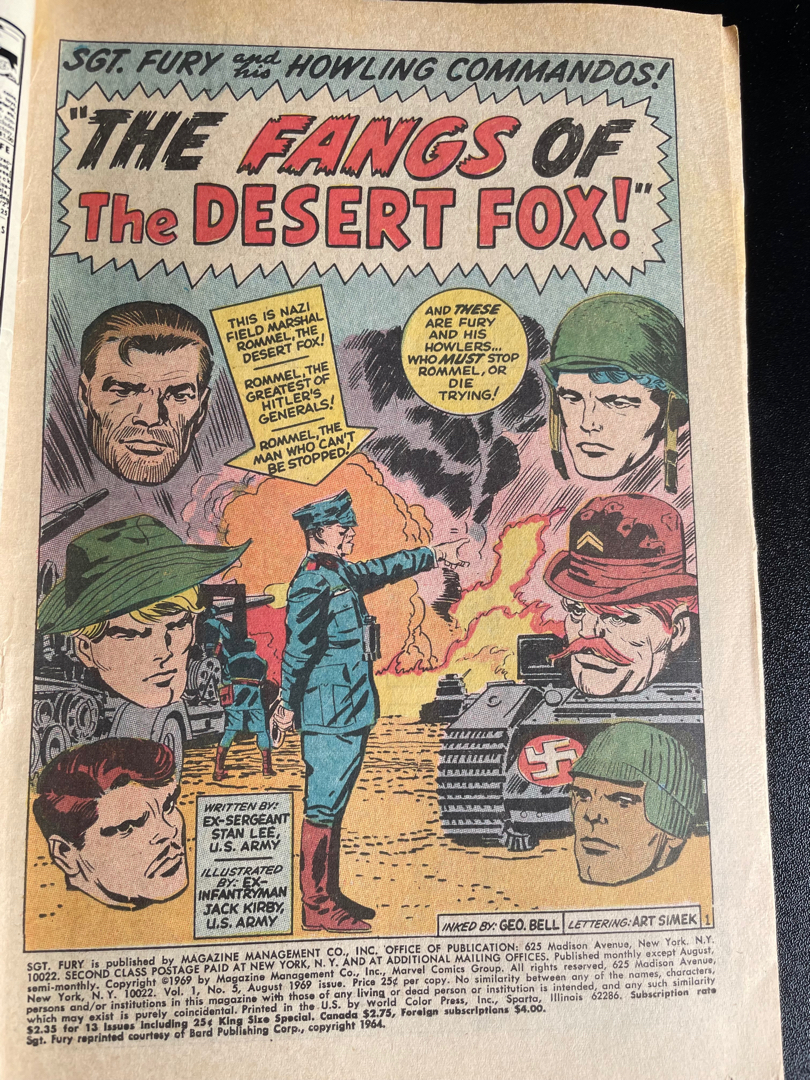 SGT. FURY and his HOWLING COMMANDOS!
"THE FANGS OF
The DESERT FOX!"
THIS IS NAZI
FIELD MARSHAL
ROMMEL, THE
DESERT FOX!
ROMMEL, THE
GREATEST OF
HITLER'S
GENERALS!
ROMMEL, THE
MAN WHO CAN'T
BE STOPPED!
AND THESE
ARE FURY
AND HIS
HOWLERS...
WHO MUST STOP
ROMMEL, OR
DIE
TRYING!
WRITTEN BY:
EX-SERGEANT
STAN LEE,
U.S. ARMY
ILLUSTRATED
BY: EX-
INFANTRYMAN
JACK KIRBY,
U.S. ARMY
INKED BY: GEO. BELL
LETTERING: ART SIMEK
1
SGT. FURY is published by MAGAZINE MANAGEMENT CO., INC. OFFICE OF PUBLICATION: 625 Madison Avenue, New York. N.Y.
10022. SECOND CLASS POSTAGE PAID AT NEW YORK, N. Y. AND AT ADDITIONAL MAILING OFFICES. Published monthly except August,
semi-monthly. Copyright ©1969 by Magazine Management Co., Inc., Marvel Comics Group. All rights reserved, 625 Madison Avenue,
New York, N. Y. 10022. Vol. 1, No. 5, August 1969 issue. Price 25¢ per copy. No similarity between any of the names, characters,
persons and/or institutions in this magazine with those of any living or dead person or institution is intended, and any such similarity
which may exist is purely coincidental. Printed in the U.S. by World Color Press, Inc., Sparta, Illinois 62286. Subscription rate
$2.35 for 13 Issues Including 25¢ King Size Special. Canada $2.75, Foreign subscriptions $4.00.
Sgt. Fury reprinted courtesy of Bard Publishing Corp., copyright 1964.